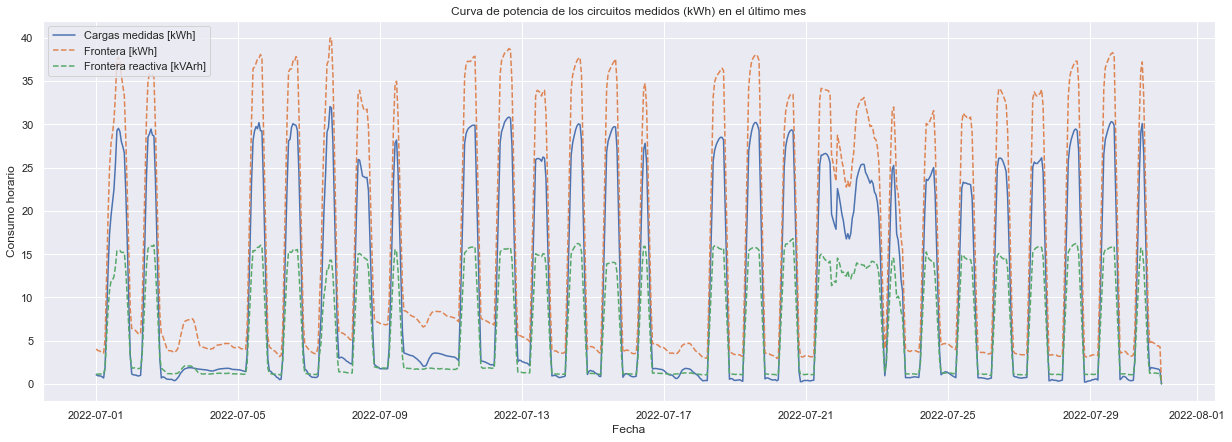 Curva de potencia de los circuitos medidos (kWh) en el último mes
Cargas medidas [kWh]
Frontera [kWh]
Frontera reactiva [kVArh]
Consumo horario
40
35
30
25
20
15
10
5
0
2022-07-01 2022-07-05 2022-07-09 2022-07-13 2022-07-17 2022-07-21 2022-07-25 2022-07-29 2022-08-01
Fecha